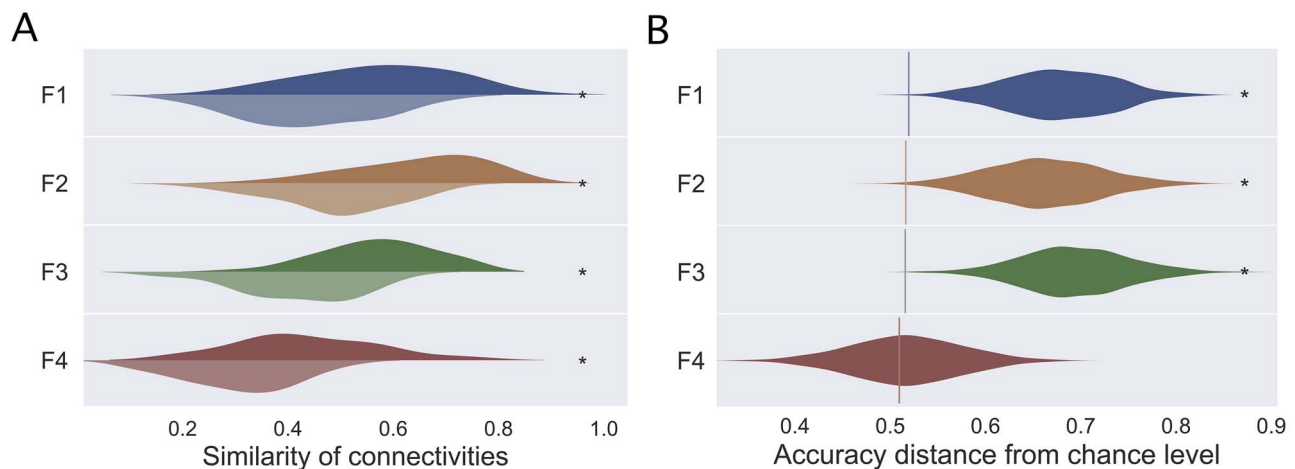 A
F1
*
F2
*
F3
*
F4
*
0.2 0.4 0.6 0.8 1.0
Similarity of connectivities
B
F1
*
F2
*
F3
*
F4
0.4 0.5 0.6 0.7 0.8 0.9
Accuracy distance from chance level